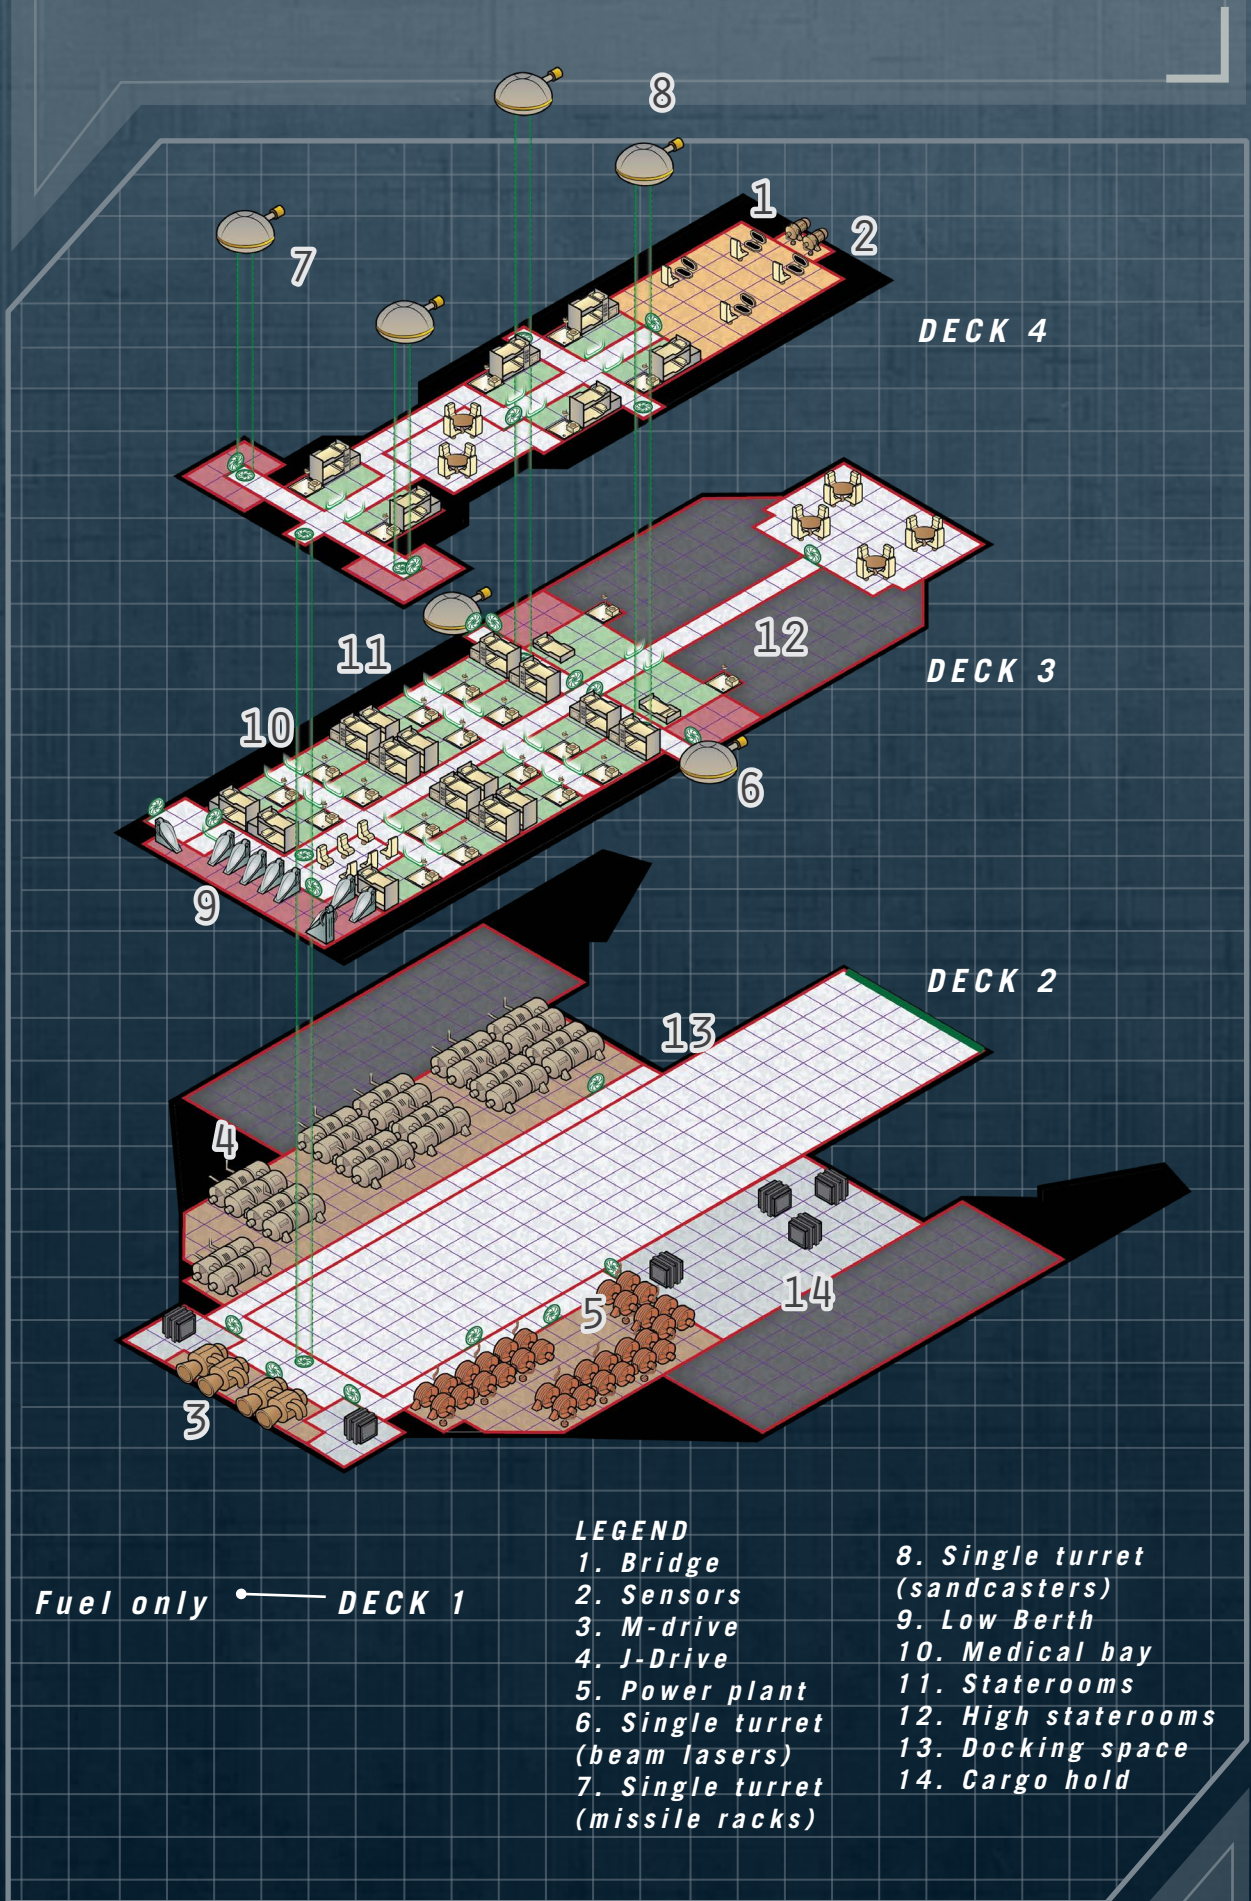 8
1
2
7
DECK 4
12
11
DECK 3
10
6
9
DECK 2
13
4
14
5
3
Fuel only
DECK 1
LEGEND
1. Bridge
2. Sensors
3. M-drive
4. J-Drive
5. Power plant
6. Single turret
(beam lasers)
7. Single turret
(missile racks)
8. Single turret
(sandcasters)
9. Low Berth
10. Medical bay
11. Staterooms
12. High staterooms
13. Docking space
14. Cargo hold